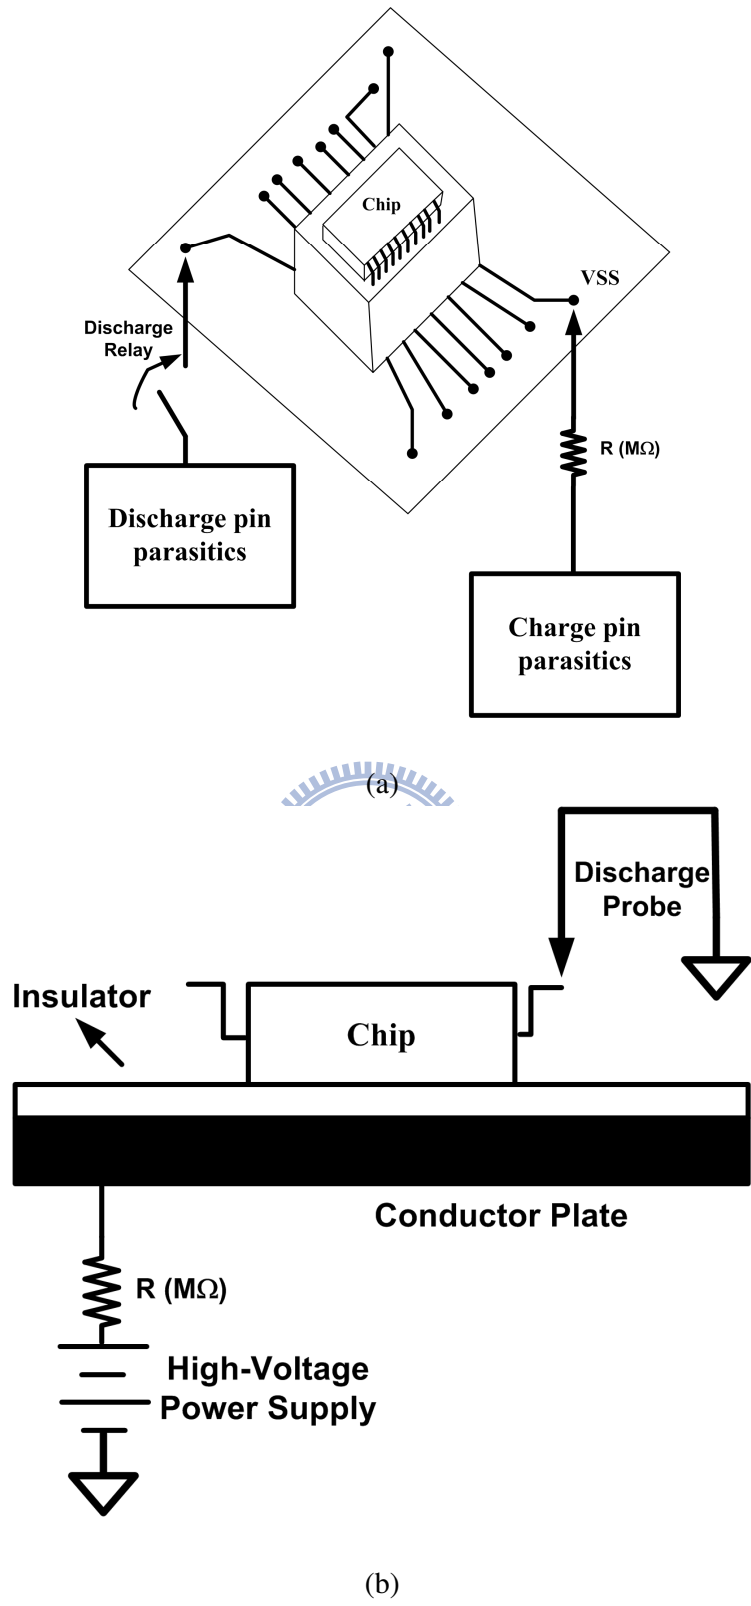 Chip
VSS
Discharge
Relay
R (MΩ)
Discharge pin
parasitics
Charge pin
parasitics
(a)
Discharge
Probe
Insulator
Chip
Conductor Plate
R (MΩ)
High-Voltage
Power Supply
(b)